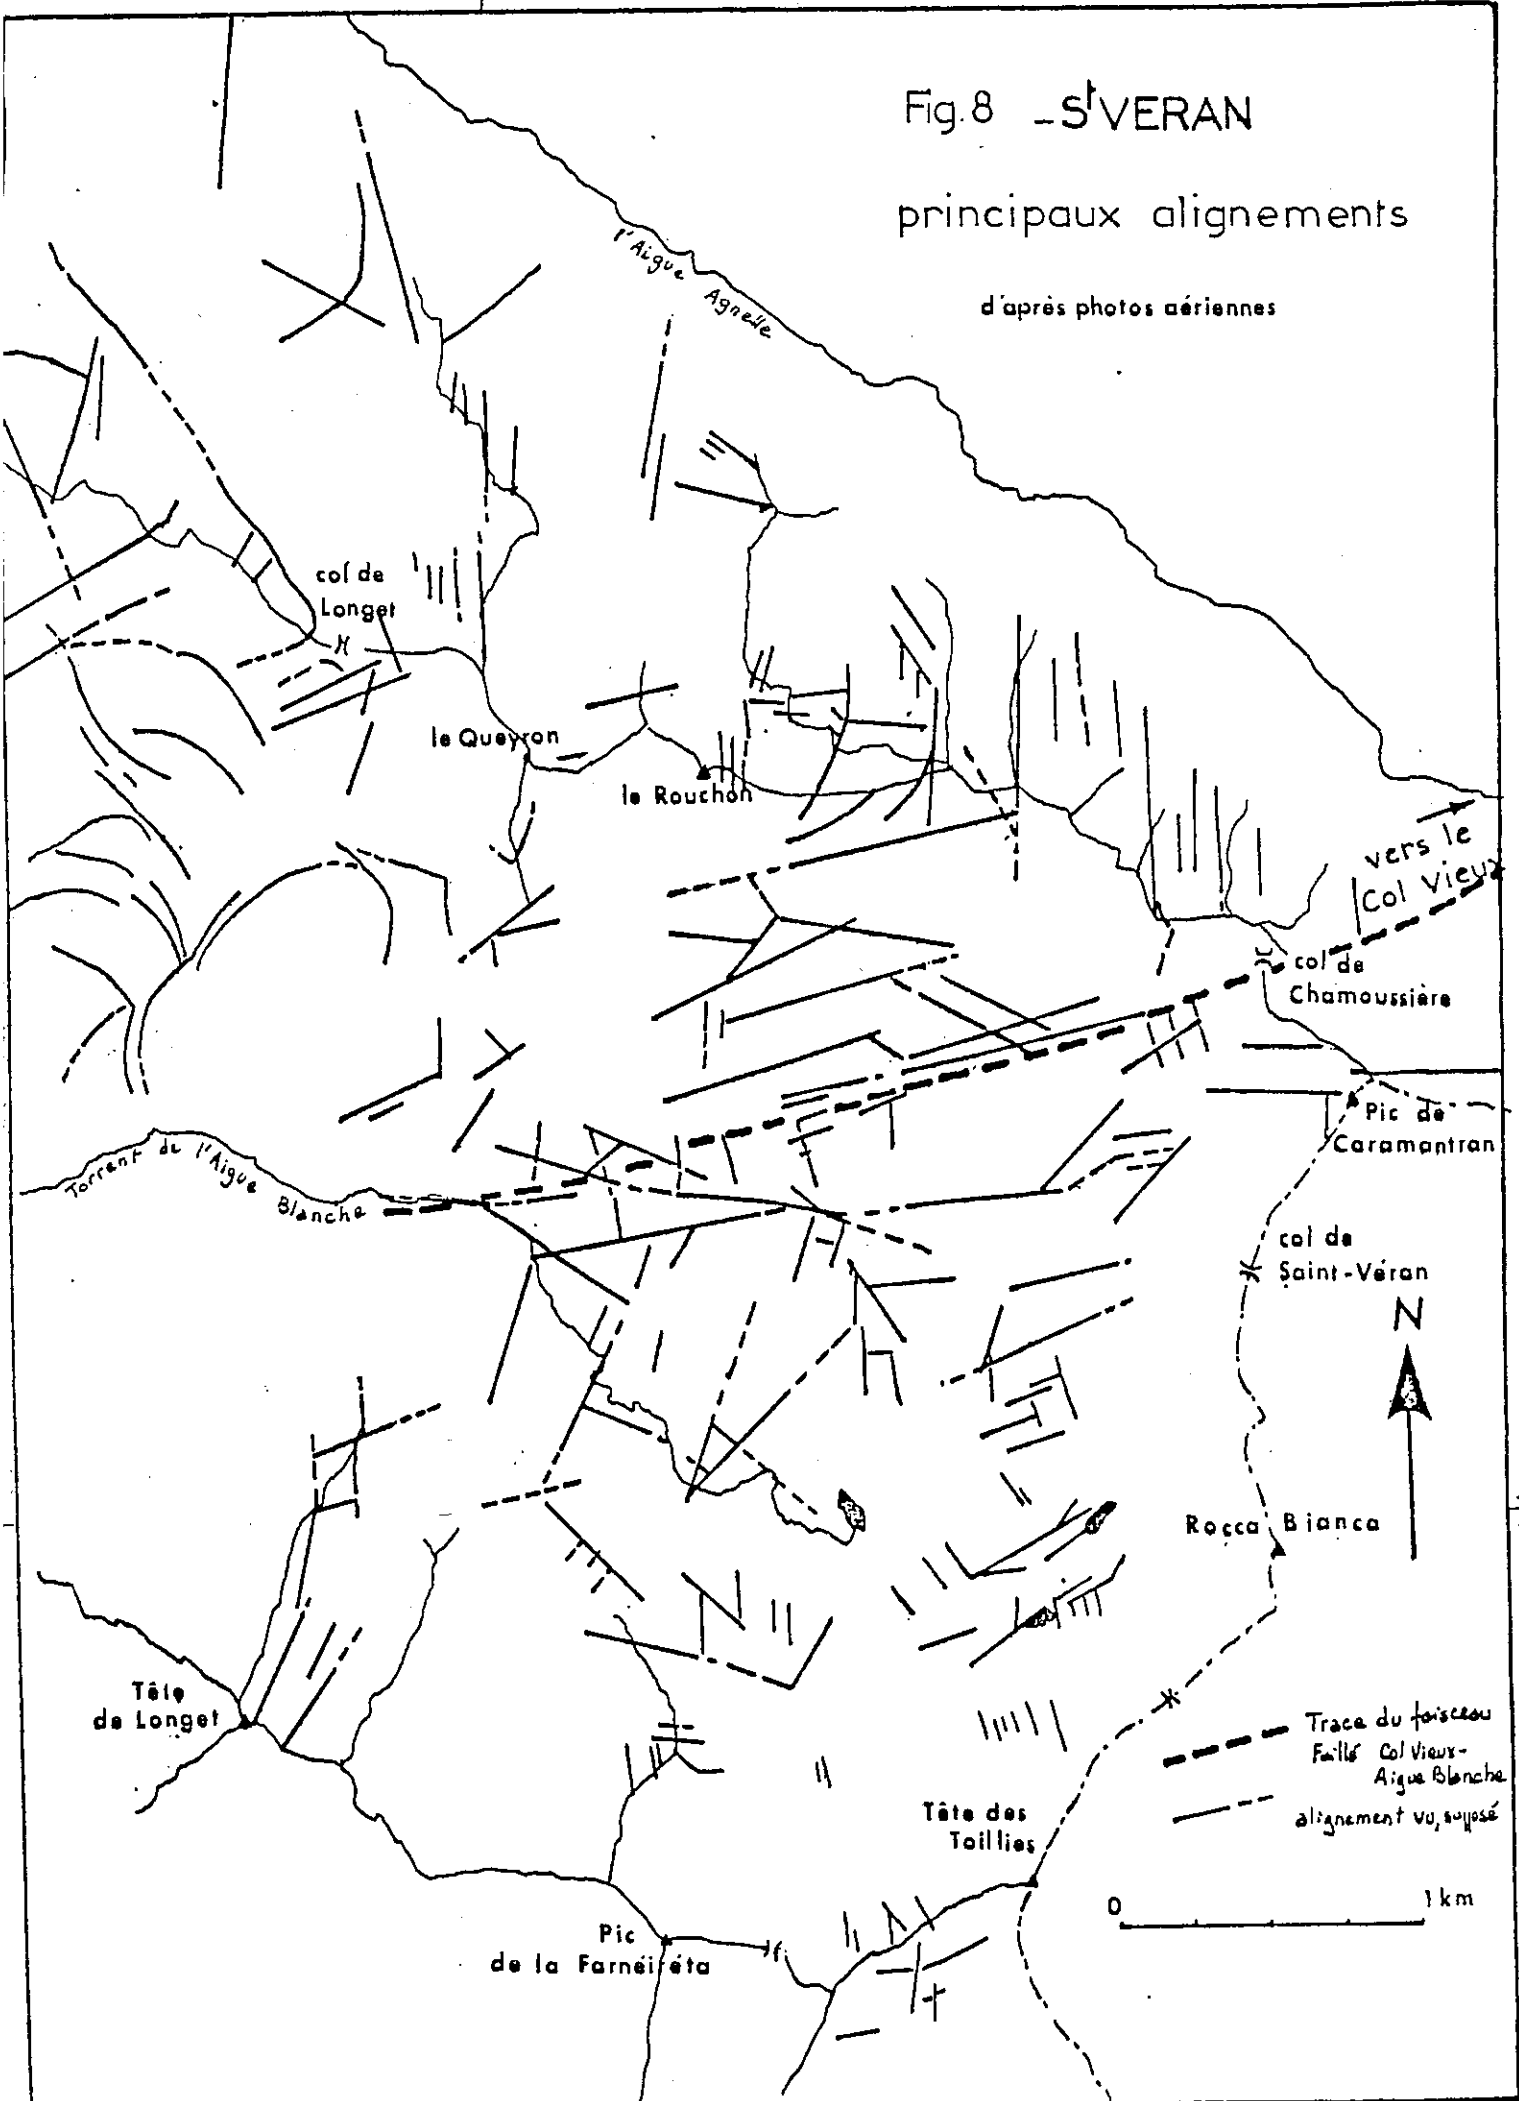 Fig.8 _ StVERAN
principaux alignements
d'après photos aériennes
l'Aigue
Agnelle
col de
Longet
le Queyron
le Rouchon
vers le
Col Vieux
col de
Chamoussière
Pic de
Caramantran
Torrent de l'Aigue
Blanche
col de
Saint-Véran
N
Rocca Bianca
Tête
de Longet
Trace du faisceau
Faille Col Vieux-
Aigue Blanche
alignement vu, supposé
Tête des
Toillies
0 1 km
Pic
de la Farnéiréta